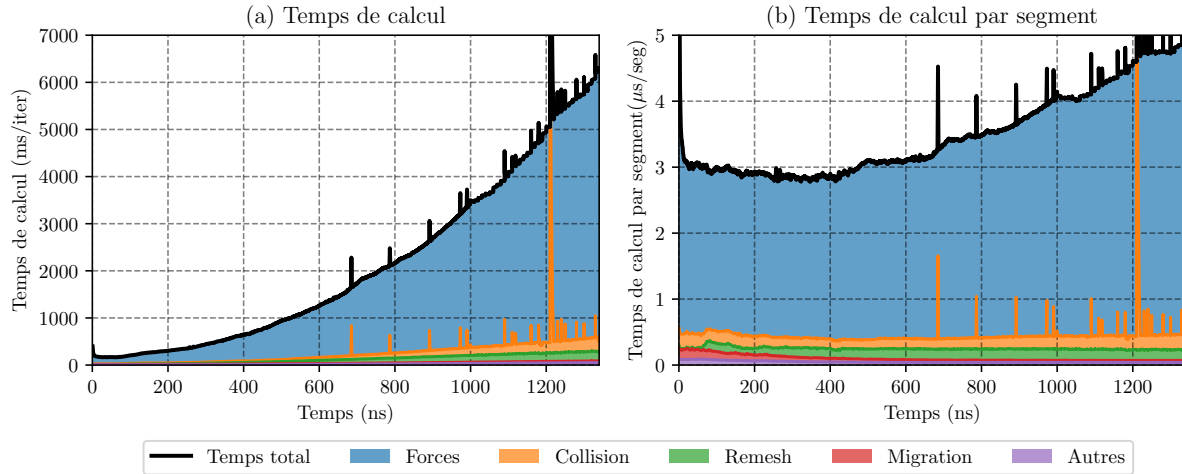 (a) Temps de calcul
(b) Temps de calcul par segment
Temps de calcul (ms/iter)
7000
6000
5000
4000
3000
2000
1000
0
0 200 400 600 800 1000 1200
Temps (ns)
Temps de calcul par segment(μs/seg)
5
4
3
2
1
0
0 200 400 600 800 1000 1200
Temps (ns)
Temps total Forces Collision Remesh Migration Autres